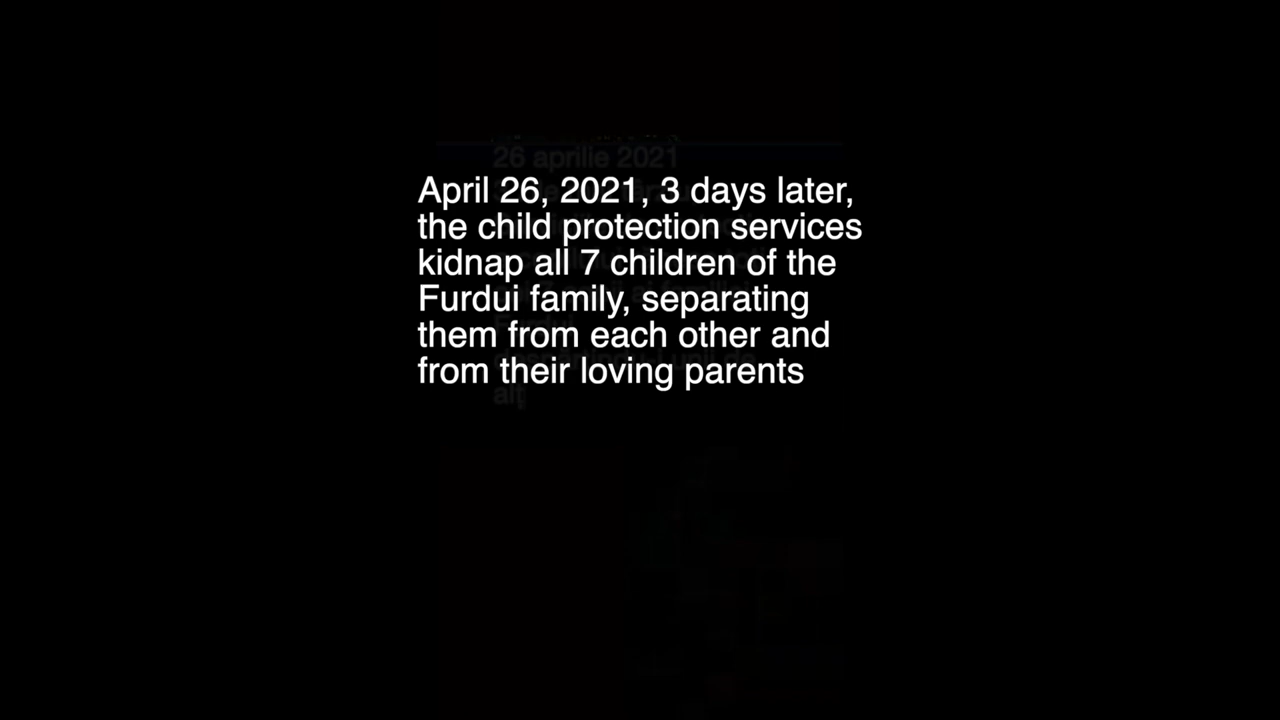 26 aprilie 2021
April 26, 2021, 3 days later,
the child protection services
kidnap all 7 children of the
Furdui family, separating
them from each other and
from their loving parents